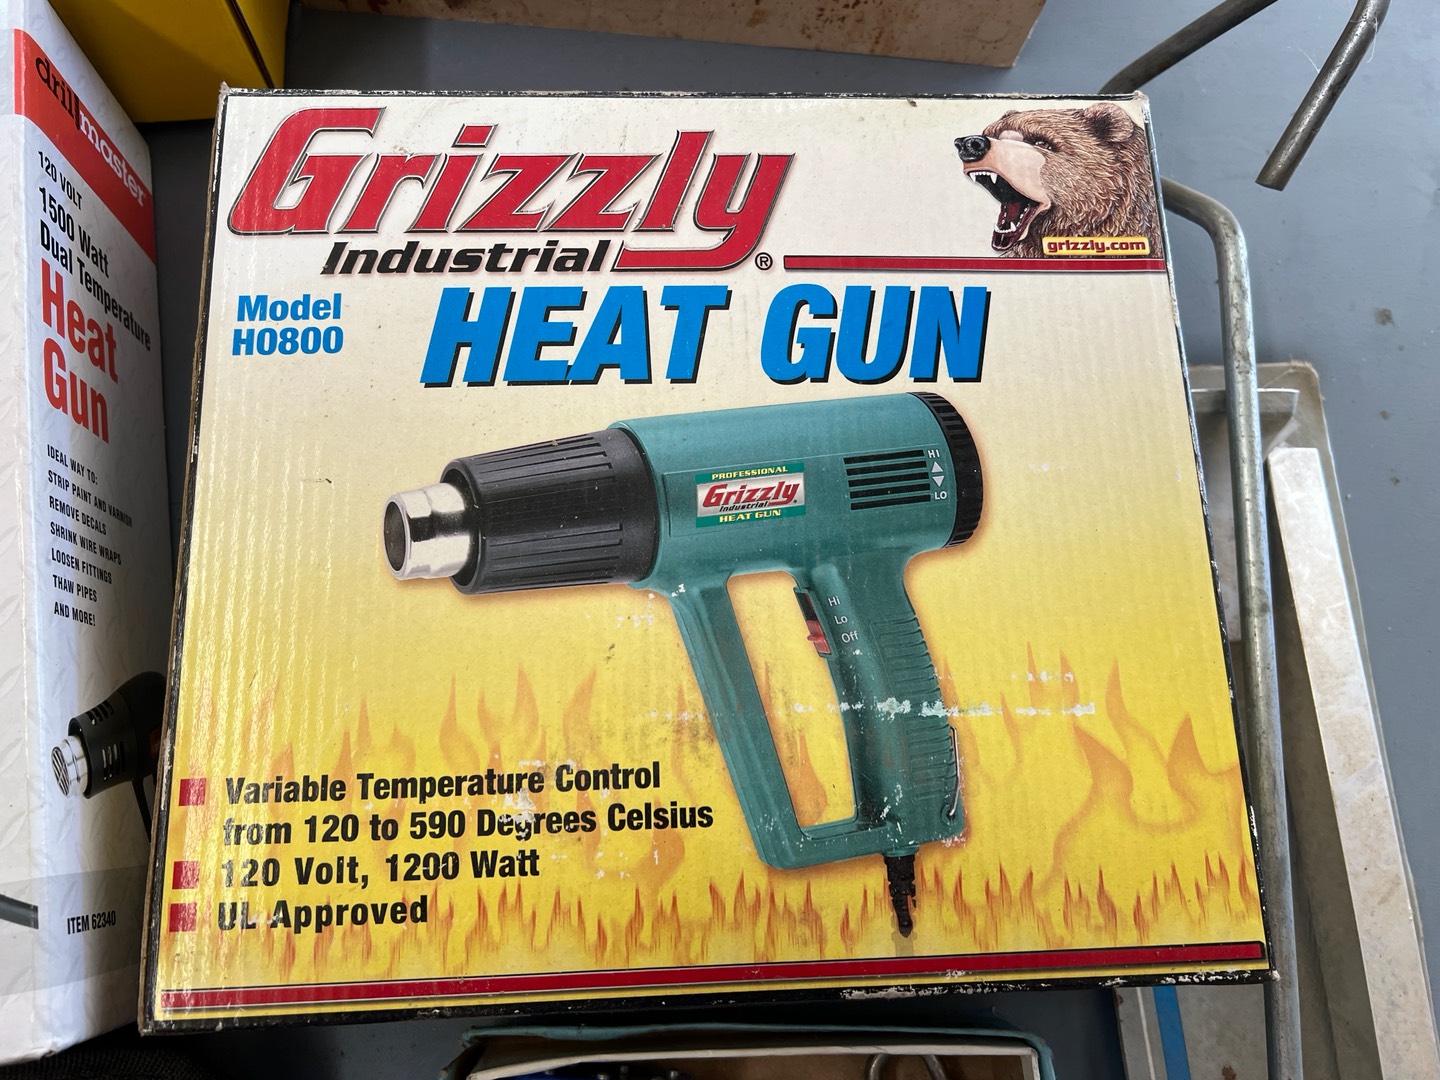 drill master
120 VOLT
1500 Watt
Dual Temperature
Heat
Gun
IDEAL WAY TO:
STRIP PAINT AND VARNISH
REMOVE DECALS
SHRINK WIRE WRAPS
LOOSEN FITTINGS
THAW PIPES
AND MORE!
ITEM 62340
Grizzly
Industrial ®
grizzly.com
Model
H0800
HEAT GUN
PROFESSIONAL
Grizzly
Industrial
HEAT GUN
HI
LO
Hi
Lo
Off
Variable Temperature Control
from 120 to 590 Degrees Celsius
120 Volt, 1200 Watt
UL Approved